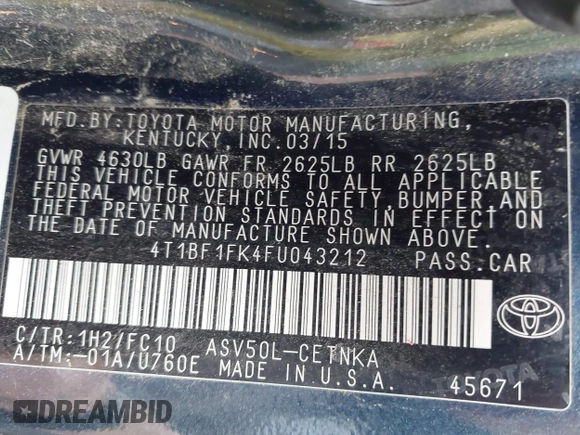 MFD.BY:TOYOTA MOTOR MANUFACTURING,
KENTUCKY,INC.03/15
GVWR 4630LB GAWR FR 2625LB RR 2625LB
THIS VEHICLE CONFORMS TO ALL APPLICABLE
FEDERAL MOTOR VEHICLE SAFETY,BUMPER,AND
THEFT PREVENTION STANDARDS IN EFFECT ON
THE DATE OF MANUFACTURE SHOWN ABOVE.
4T1BF1FK4FU043212 PASS.CAR
C/TR:1H2/FC10 ASV50L-CETNKA
A/TM:-01A/U760E MADE IN U.S.A. 45671
TOYOTA
DREAMBID